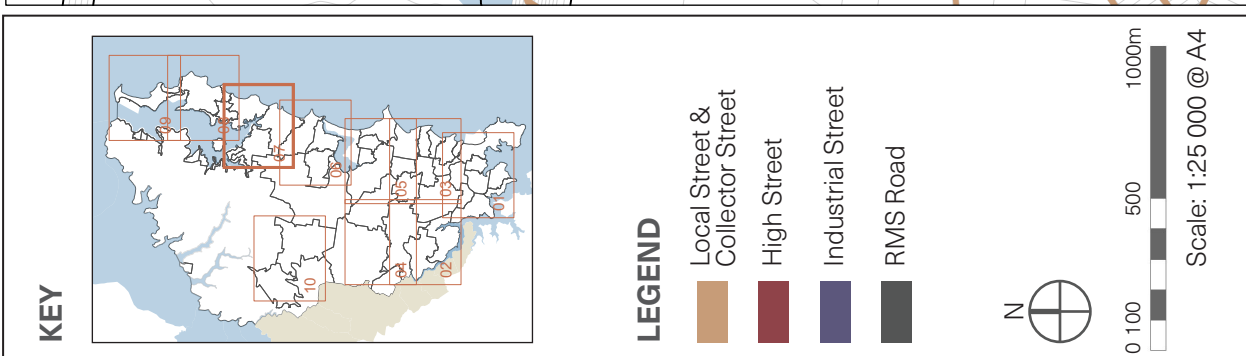 KEY
09
08
07
06
05
03
01
04
02
10
LEGEND
Local Street &
Collector Street
High Street
Industrial Street
RMS Road
N
0 100 500 1000m
Scale: 1:25 000 @ A4